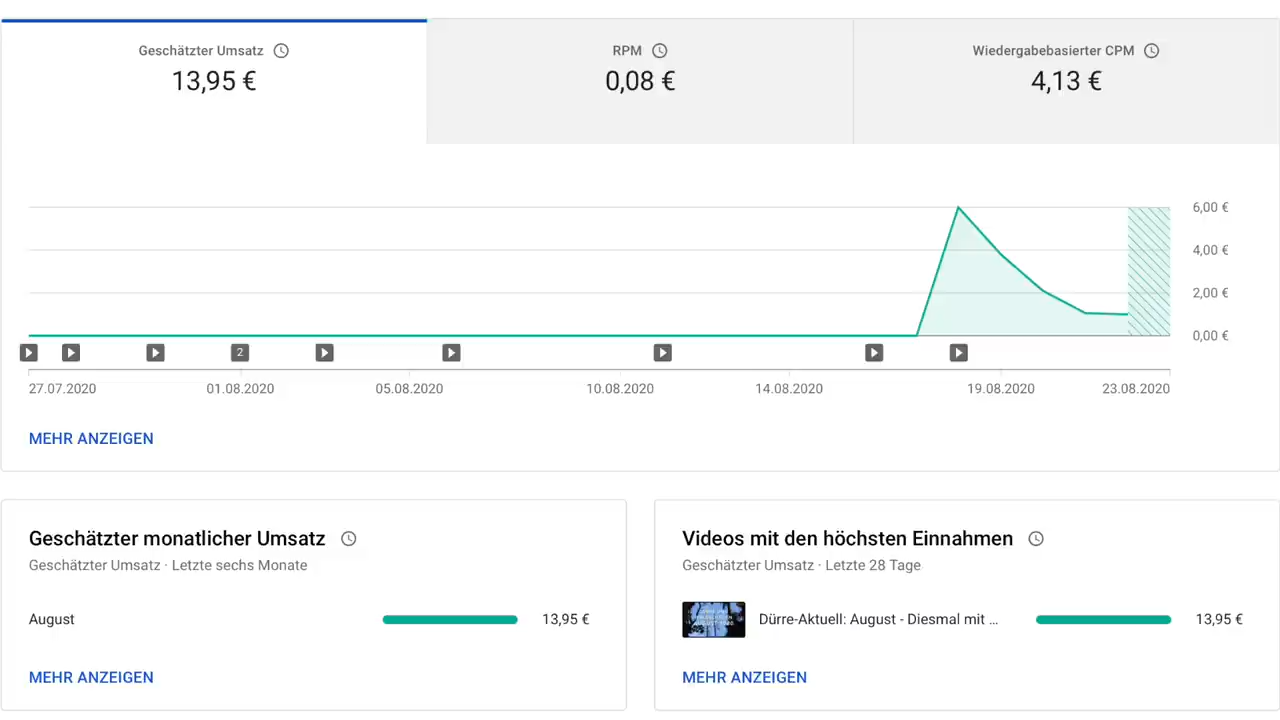 Geschätzter Umsatz
13,95 €
RPM
0,08 €
Wiedergabebasierter CPM
4,13 €
6,00 €
4,00 €
2,00 €
0,00 €
2
27.07.2020 01.08.2020 05.08.2020 10.08.2020 14.08.2020 19.08.2020 23.08.2020
MEHR ANZEIGEN
Geschätzter monatlicher Umsatz
Geschätzter Umsatz · Letzte sechs Monate
August 13,95 €
MEHR ANZEIGEN
Videos mit den höchsten Einnahmen
Geschätzter Umsatz · Letzte 28 Tage
Dürre-Aktuell: August - Diesmal mit ... 13,95 €
MEHR ANZEIGEN